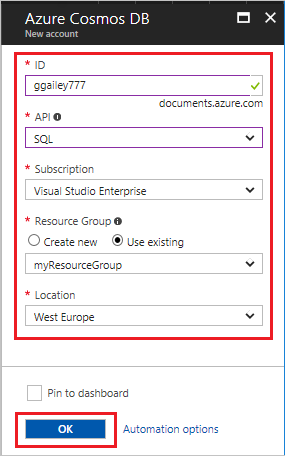 Azure Cosmos DB
New account
* ID
ggailey777
documents.azure.com
* API
SQL
* Subscription
Visual Studio Enterprise
* Resource Group
Create new Use existing
myResourceGroup
* Location
West Europe
Pin to dashboard
OK Automation options